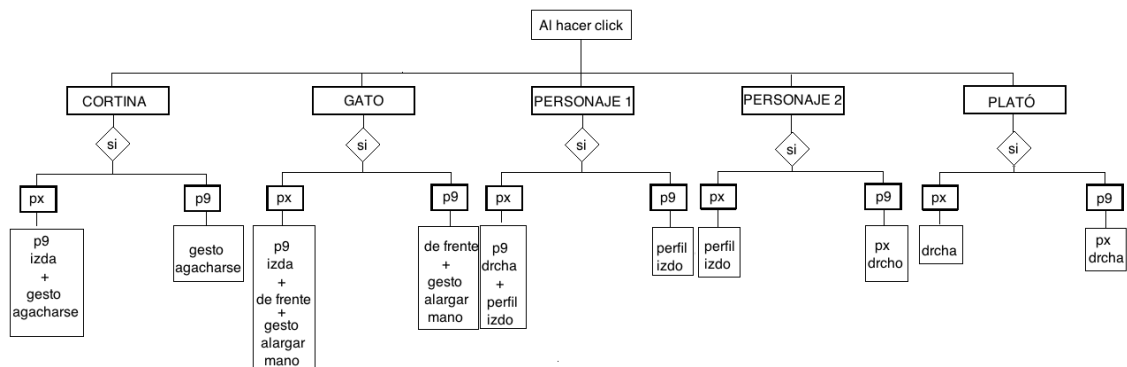 Al hacer click
CORTINA
GATO
PERSONAJE 1
PERSONAJE 2
PLATÓ
si
si
si
si
si
px
p9
px
p9
px
p9
px
p9
px
p9
p9
izda
+
gesto
agacharse
gesto
agacharse
p9
izda
+
de frente
+
gesto
alargar
mano
de frente
+
gesto
alargar
mano
p9
drcha
+
perfil
izdo
perfil
izdo
perfil
izdo
px
drcho
drcha
px
drcha